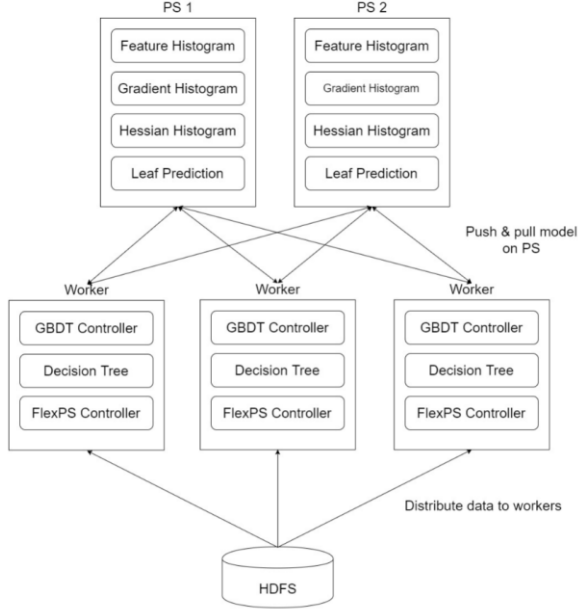 PS 1
PS 2
Feature Histogram
Gradient Histogram
Hessian Histogram
Leaf Prediction
Feature Histogram
Gradient Histogram
Hessian Histogram
Leaf Prediction
Push & pull model
on PS
Worker
GBDT Controller
Decision Tree
FlexPS Controller
Worker
GBDT Controller
Decision Tree
FlexPS Controller
Worker
GBDT Controller
Decision Tree
FlexPS Controller
Distribute data to workers
HDFS